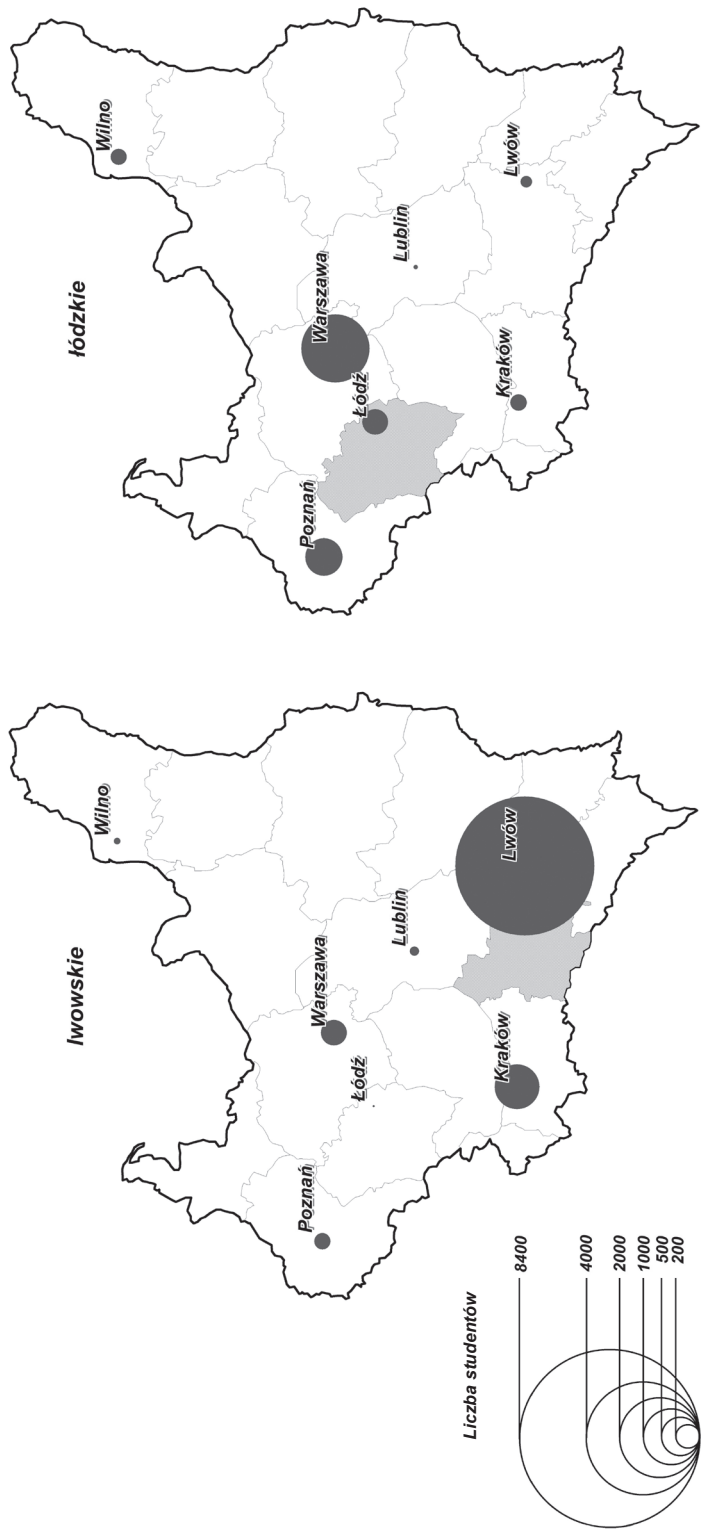 lwowskie
Wilno
Warszawa
Lublin
Lwów
Łódź
Poznań
Kraków
łódzkie
Wilno
Warszawa
Lublin
Lwów
Łódź
Poznań
Kraków
Liczba studentów
8400
4000
2000
1000
500
200